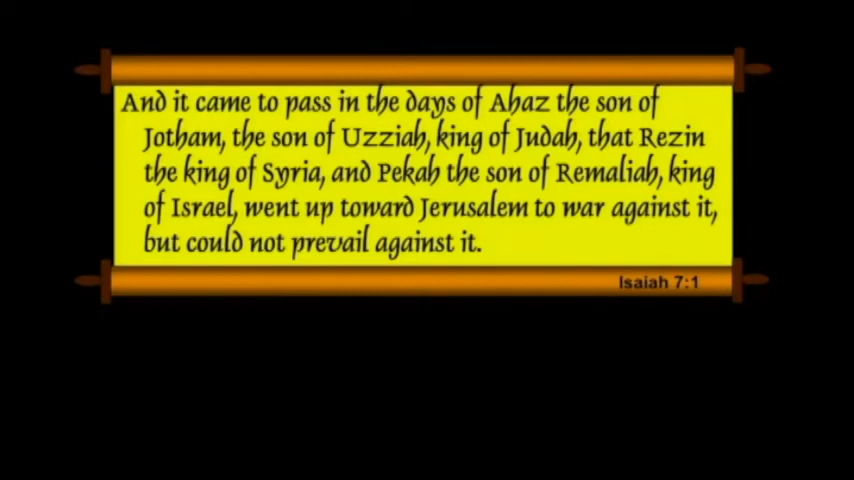 And it came to pass in the days of Ahaz the son of
Jotham, the son of Uzziah, king of Judah, that Rezin
the king of Syria, and Pekah the son of Remaliah, king
of Israel, went up toward Jerusalem to war against it,
but could not prevail against it.
Isaiah 7:1